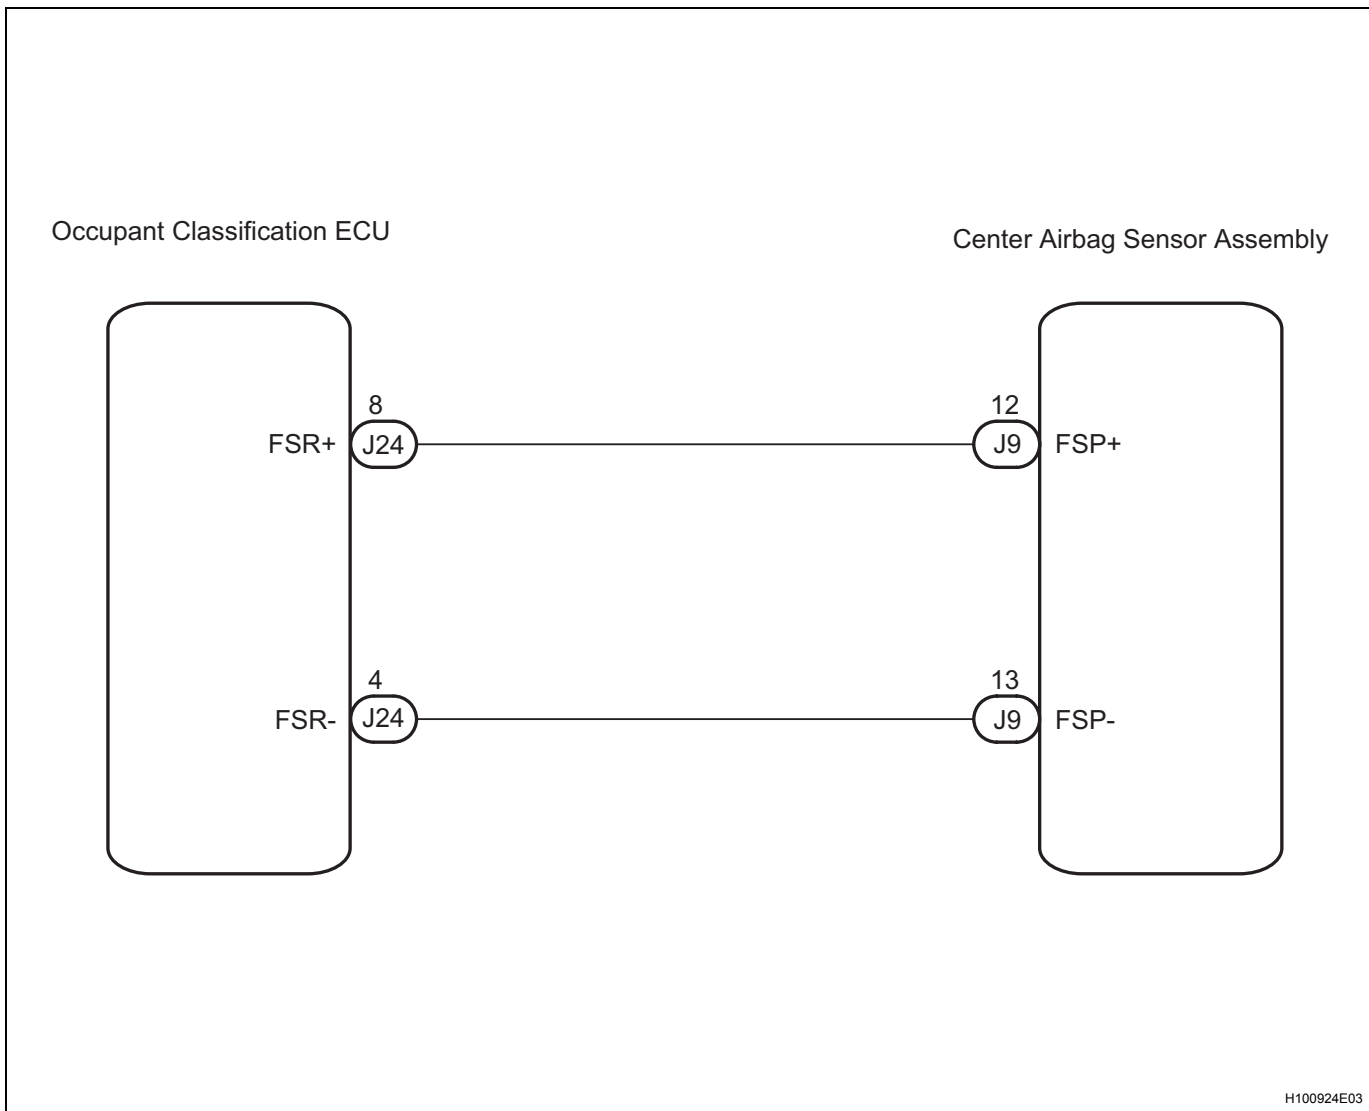 Occupant Classification ECU
Center Airbag Sensor Assembly
8
12
FSR+ J24
J9 FSP+
4
13
FSR- J24
J9 FSP-
H100924E03